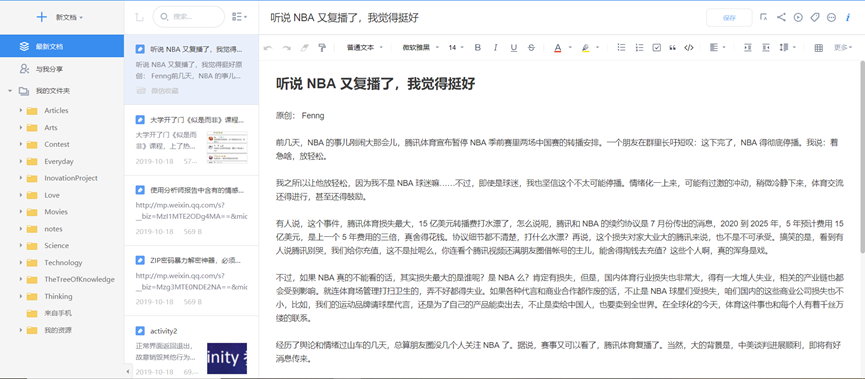 新文档
最新文档
与我分享
我的文件夹
Articles
Arts
Contest
Everyday
InovationProject
Love
Movies
notes
Science
Technology
TheTreeOfKnowledge
Thinking
来自手机
我的资源
搜索...
听说 NBA 又复播了，我觉得...
听说 NBA 又复播了，我觉得挺好原
创： Fenng前几天，NBA 的事儿...
微信收藏
大学开了门《似是而非》课程...
大学开了门《似是而
非》课程，上了热...
2019-10-18 57...
使用分析师报告中含有的情感...
http://mp.weixin.qq.com/s?
__biz=MzI1MTE2ODg4MA==&mic
2019-10-18 569 B
ZIP密码暴力解密神器，必须...
http://mp.weixin.qq.com/s?
__biz=Mzg3MTE0NDE2NA==&mi
2019-10-18 569 B
activity2
正常界面返回退出，
故意销毁其他行为...
2019-10-18 69...
inity
听说 NBA 又复播了，我觉得挺好
保存
普通文本 微软雅黑 14 B I U S A 更多
听说 NBA 又复播了，我觉得挺好
原创： Fenng
前几天，NBA 的事儿刚闹大那会儿，腾讯体育宣布暂停 NBA 季前赛里两场中国赛的转播安排。一个朋友在群里长吁短叹：这下完了，NBA 得彻底停播。我说：着
急啥，放轻松。
我之所以让他放轻松，因为我不是 NBA 球迷嘛……不过，即使是球迷，我也坚信这个不太可能停播。情绪化一上来，可能有过激的冲动，稍微冷静下来，体育交流
还得进行，甚至还得鼓励。
有人说，这个事件，腾讯体育损失最大，15 亿美元转播费打水漂了，怎么说呢，腾讯和 NBA 的续约协议是 7 月份传出的消息，2020 到 2025 年，5 年预计费用 15
亿美元，是上一个 5 年费用的三倍，真舍得花钱。协议细节都不清楚，打什么水漂？再说，这个损失对家大业大的腾讯来说，也不是不可承受。搞笑的是，看到有
人说腾讯别哭，我们给你充值，这不是扯呢么，你连看个腾讯视频还满朋友圈借帐号的主儿，能舍得掏钱去充值？这些个人啊，真的浑身是戏。
不过，如果 NBA 真的不能看的话，其实损失最大的是谁呢？是 NBA 么？肯定有损失，但是，国内体育行业损失也非常大，得有一大堆人失业，相关的产业链也都
会受到影响。就连体育场管理打扫卫生的，弄不好都得失业。如果各种代言和商业合作都作废的话，不止是 NBA 球星们受损失，咱们国内的这些商业公司损失也不
小，比如，我们的运动品牌请球星代言，还是为了自己的产品能卖出去，不止是卖给中国人，也要卖到全世界。在全球化的今天，体育这件事也和每个人有着千丝万
缕的联系。
经历了舆论和情绪过山车的几天，总算朋友圈没几个人关注 NBA 了。据说，赛事又可以看了，腾讯体育复播了。当然，大的背景是，中美谈判进展顺利，即将有好
消息传来。